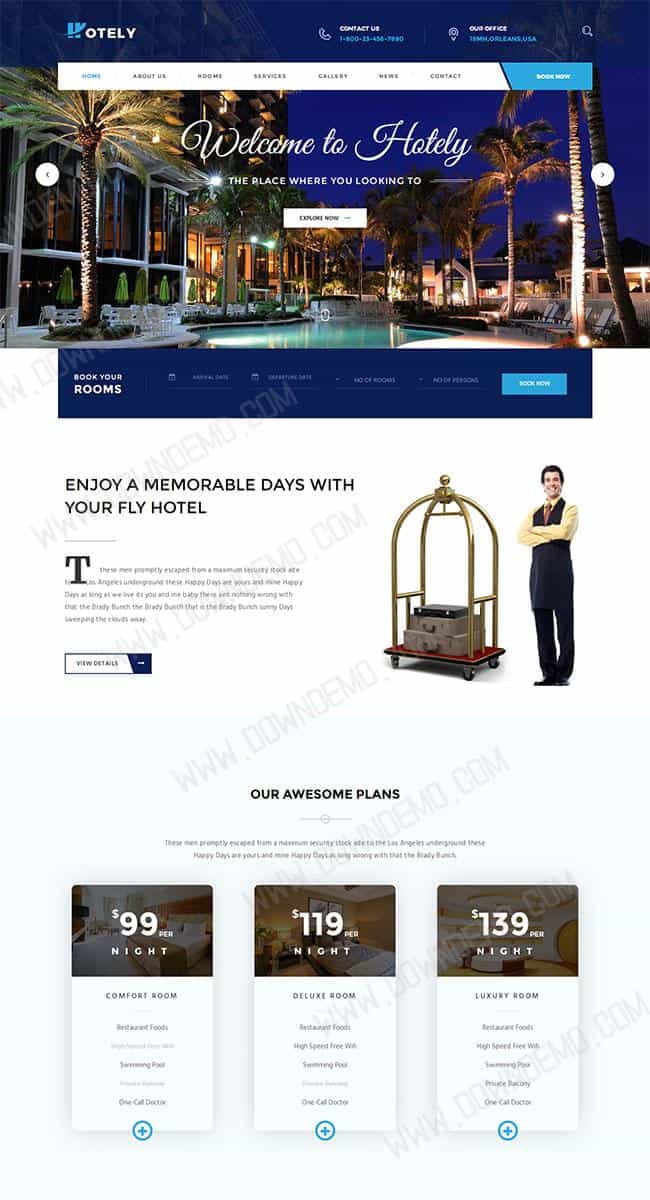 HOTELY
CONTACT US
1-800-23-456-7890
OUR OFFICE
19MH,ORLEANS,USA
HOME ABOUT US ROOMS SERVICES GALLERY NEWS CONTACT BOOK NOW
Welcome to Hotely
THE PLACE WHERE YOU LOOKING TO
EXPLORE NOW
BOOK YOUR
ROOMS
ARRIVAL DATE DEPARTURE DATE NO OF ROOMS NO OF PERSONS BOOK NOW
ENJOY A MEMORABLE DAYS WITH
YOUR FLY HOTEL
T these men promptly escaped from a maximum security stock ade
to Los Angeles underground these Happy Days are yours and mine Happy
Days as long as we live its you and me baby there aint nothing wrong with
that the Brady Bunch the Brady Bunch that is the Brady Bunch sunny Days
sweeping the clouds away.
VIEW DETAILS
OUR AWESOME PLANS
These men promptly escaped from a maximum security stock ade to the Los Angeles underground these
Happy Days are yours and mine Happy Days as long wrong with that the Brady Bunch.
$99 PER
NIGHT
COMFORT ROOM
Restaurant Foods
High Speed Free Wifi
Swimming Pool
Private Balcony
One-Call Doctor
$119 PER
NIGHT
DELUXE ROOM
Restaurant Foods
High Speed Free Wifi
Swimming Pool
Private Balcony
One-Call Doctor
$139 PER
NIGHT
LUXURY ROOM
Restaurant Foods
High Speed Free Wifi
Swimming Pool
Private Balcony
One-Call Doctor
WWW.DOWNDEMO.COM
WWW.DOWNDEMO.COM
WWW.DOWNDEMO.COM
WWW.DOWNDEMO.COM